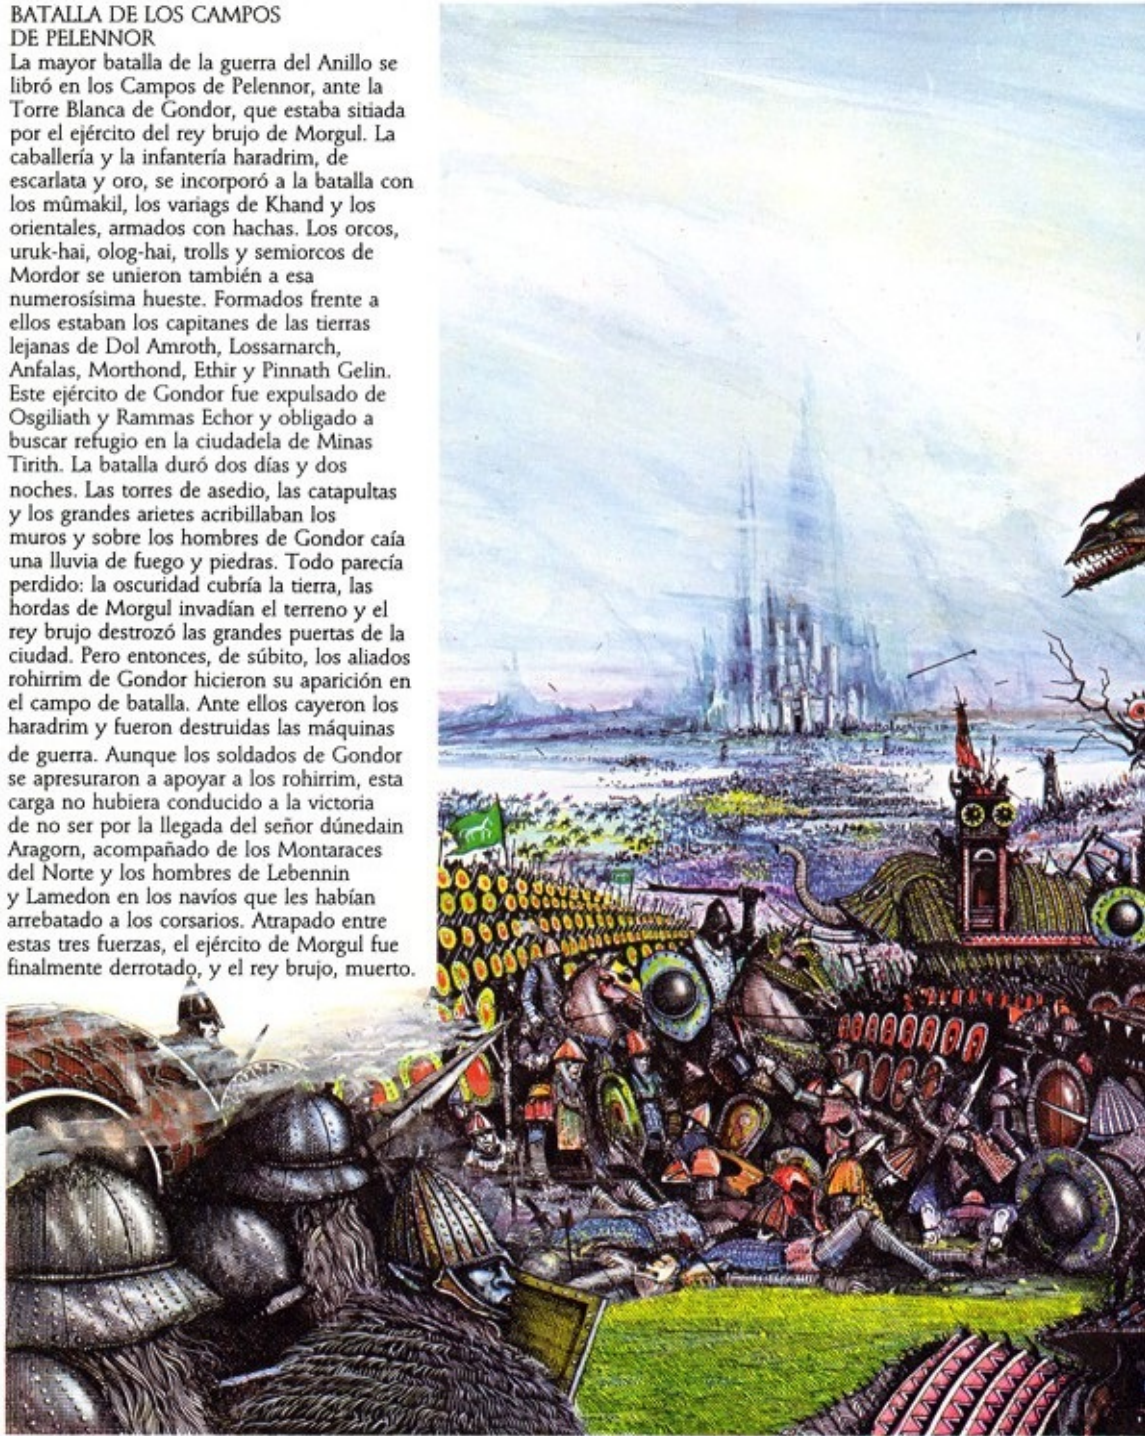 BATALLA DE LOS CAMPOS
DE PELENNOR
La mayor batalla de la guerra del Anillo se
libró en los Campos de Pelennor, ante la
Torre Blanca de Gondor, que estaba sitiada
por el ejército del rey brujo de Morgul. La
caballería y la infantería haradrim, de
escarlata y oro, se incorporó a la batalla con
los mûmakil, los variags de Khand y los
orientales, armados con hachas. Los orcos,
uruk-hai, olog-hai, trolls y semiorcos de
Mordor se unieron también a esa
numerosísima hueste. Formados frente a
ellos estaban los capitanes de las tierras
lejanas de Dol Amroth, Lossarnarch,
Anfalas, Morthond, Ethir y Pinnath Gelin.
Este ejército de Gondor fue expulsado de
Osgiliath y Rammas Echor y obligado a
buscar refugio en la ciudadela de Minas
Tirith. La batalla duró dos días y dos
noches. Las torres de asedio, las catapultas
y los grandes arietes acribillaban los
muros y sobre los hombres de Gondor caía
una lluvia de fuego y piedras. Todo parecía
perdido: la oscuridad cubría la tierra, las
hordas de Morgul invadían el terreno y el
rey brujo destrozó las grandes puertas de la
ciudad. Pero entonces, de súbito, los aliados
rohirrim de Gondor hicieron su aparición en
el campo de batalla. Ante ellos cayeron los
haradrim y fueron destruidas las máquinas
de guerra. Aunque los soldados de Gondor
se apresuraron a apoyar a los rohirrim, esta
carga no hubiera conducido a la victoria
de no ser por la llegada del señor dúnedain
Aragorn, acompañado de los Montaraces
del Norte y los hombres de Lebennin
y Lamedon en los navíos que les habían
arrebatado a los corsarios. Atrapado entre
estas tres fuerzas, el ejército de Morgul fue
finalmente derrotado, y el rey brujo, muerto.